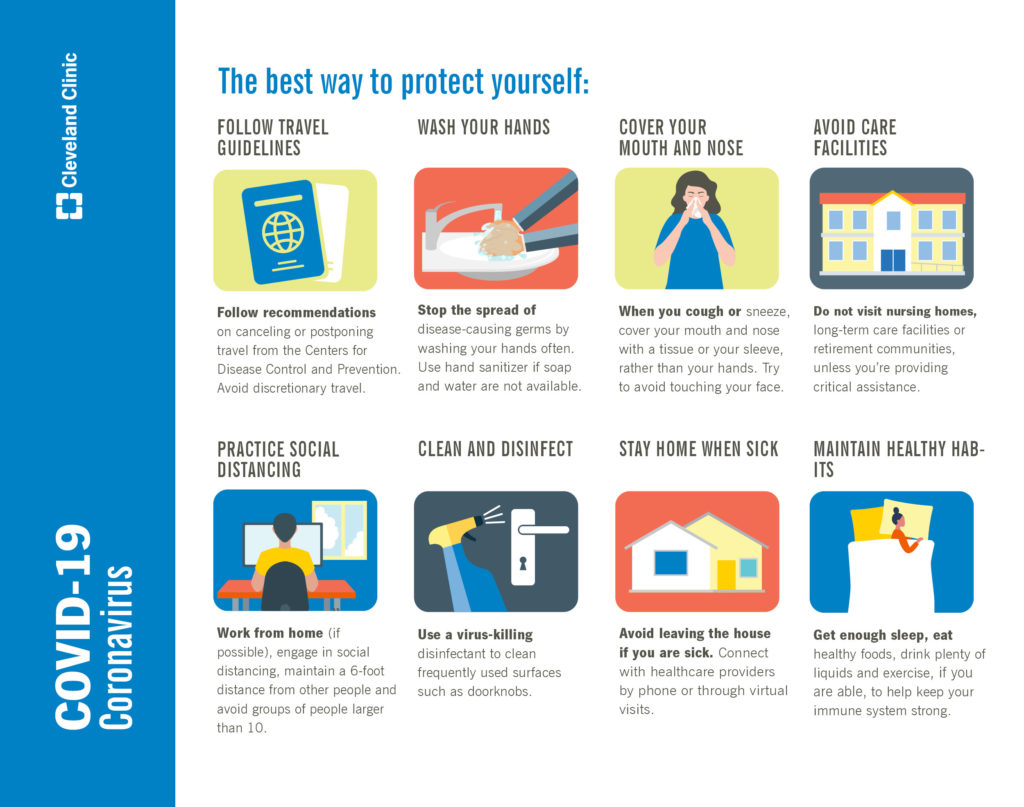 Cleveland Clinic
COVID-19
Coronavirus
The best way to protect yourself:
FOLLOW TRAVEL
GUIDELINES
Follow recommendations
on canceling or postponing
travel from the Centers for
Disease Control and Prevention.
Avoid discretionary travel.
WASH YOUR HANDS
Stop the spread of
disease-causing germs by
washing your hands often.
Use hand sanitizer if soap
and water are not available.
COVER YOUR
MOUTH AND NOSE
When you cough or sneeze,
cover your mouth and nose
with a tissue or your sleeve,
rather than your hands. Try
to avoid touching your face.
AVOID CARE
FACILITIES
Do not visit nursing homes,
long-term care facilities or
retirement communities,
unless you’re providing
critical assistance.
PRACTICE SOCIAL
DISTANCING
Work from home (if
possible), engage in social
distancing, maintain a 6-foot
distance from other people and
avoid groups of people larger
than 10.
CLEAN AND DISINFECT
Use a virus-killing
disinfectant to clean
frequently used surfaces
such as doorknobs.
STAY HOME WHEN SICK
Avoid leaving the house
if you are sick. Connect
with healthcare providers
by phone or through virtual
visits.
MAINTAIN HEALTHY HAB-
ITS
Get enough sleep, eat
healthy foods, drink plenty of
liquids and exercise, if you
are able, to help keep your
immune system strong.